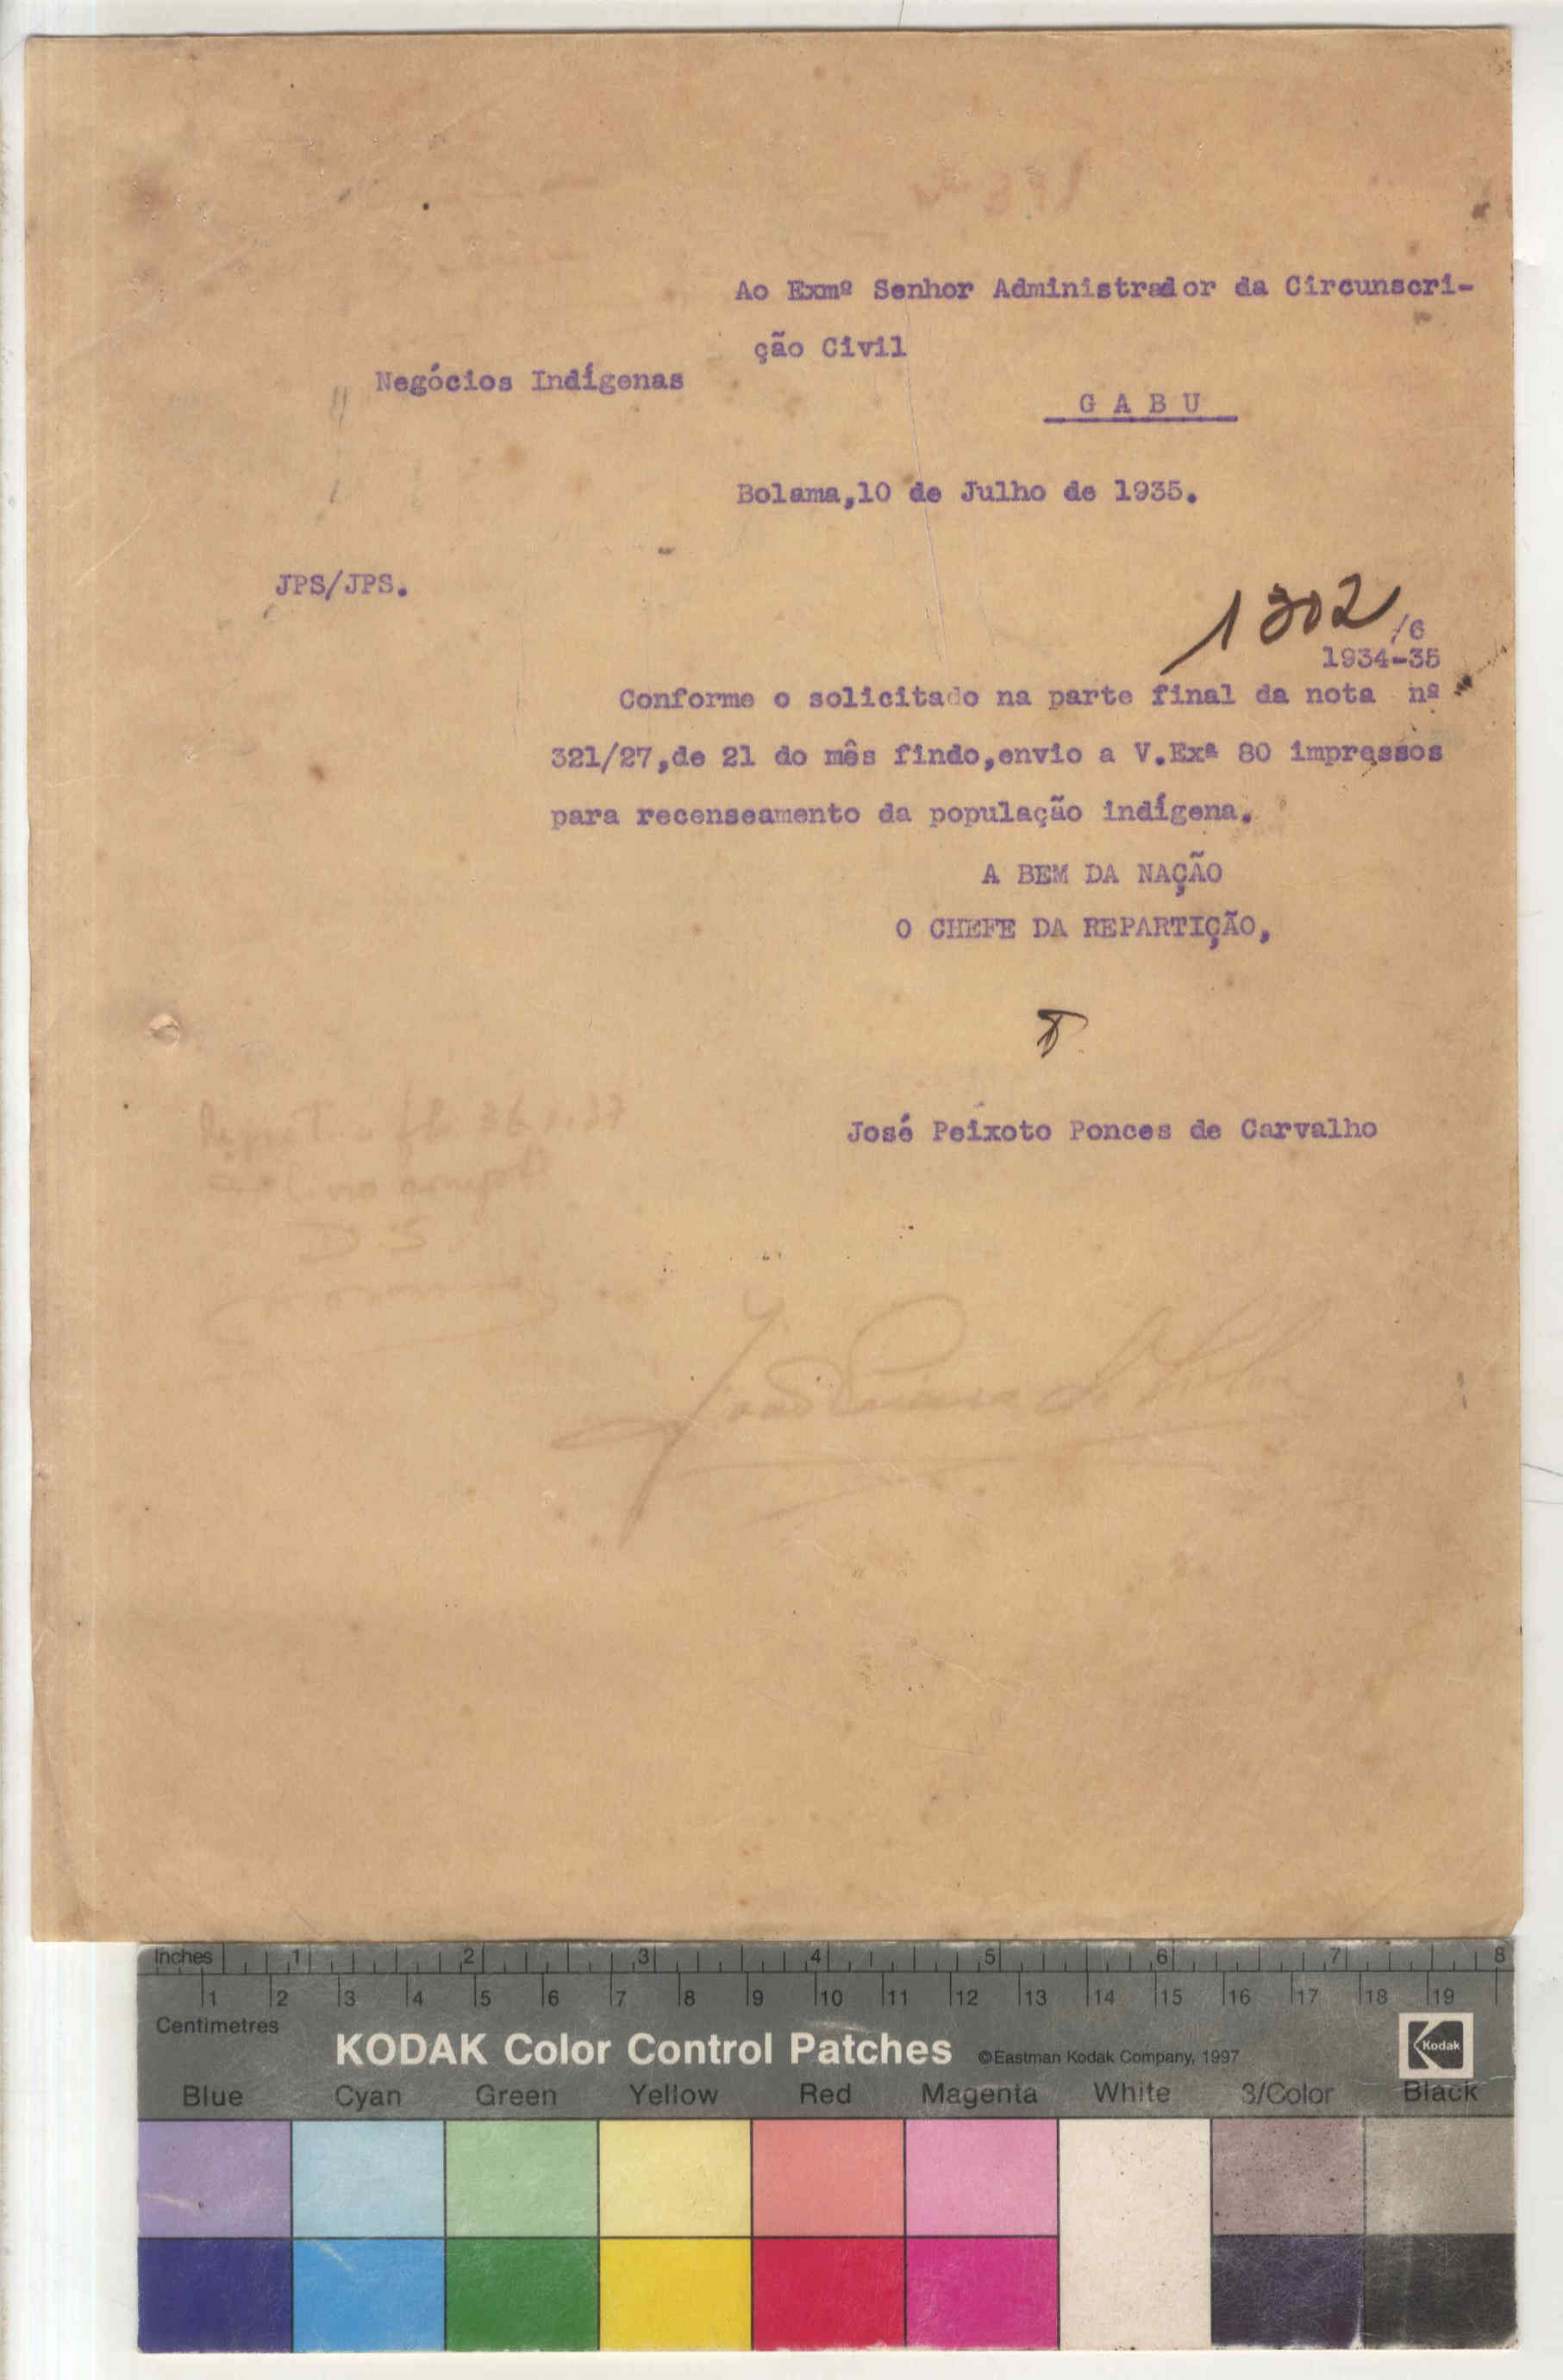 Ao Exmº Senhor Administrador da Circunscri-
ção Civil
Negócios Indígenas
G A B U
Bolama,10 de Julho de 1935.
JPS/JPS.
1302/6
1934-35
Conforme o solicitado na parte final da nota nº
321/27,de 21 do mês findo,envio a V.Exª 80 impressos
para recenseamento da população indígena.
A BEM DA NAÇÃO
O CHEFE DA REPARTIÇÃO,
José Peixoto Ponces de Carvalho
D S
Inches 1 2 3 4 5 6 7 8
1 2 3 4 5 6 7 8 9 10 11 12 13 14 15 16 17 18 19
Centimetres
KODAK Color Control Patches ©Eastman Kodak Company, 1997 Kodak
Blue Cyan Green Yellow Red Magenta White 3/Color Black